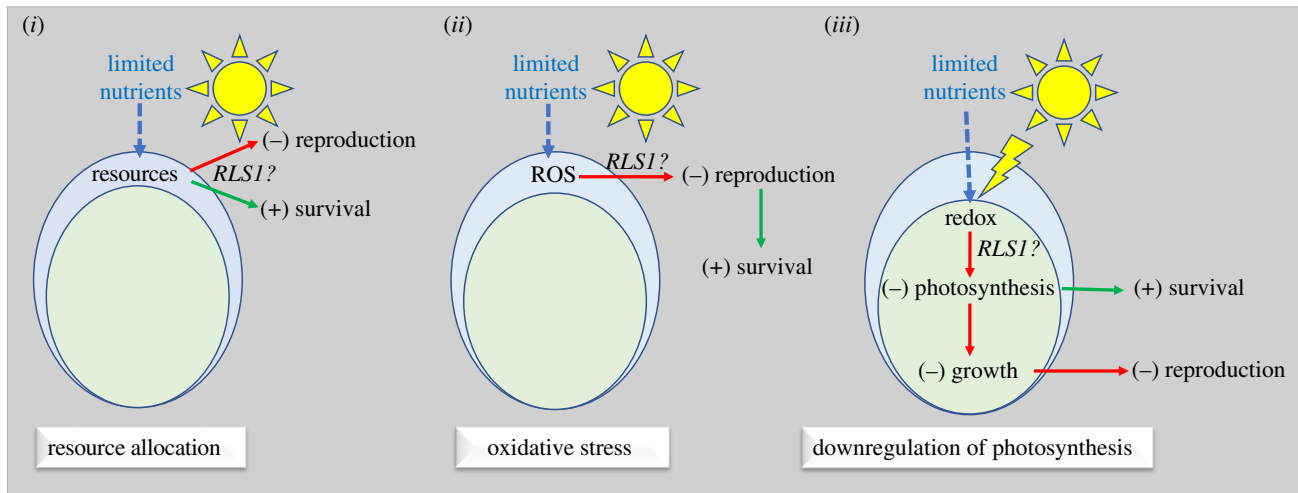 (i)
limited
nutrients
(–) reproduction
RLS1?
resources
(+) survival
resource allocation
(ii)
limited
nutrients
RLS1?
ROS
(–) reproduction
(+) survival
oxidative stress
(iii)
limited
nutrients
redox
RLS1?
(–) photosynthesis
(+) survival
(–) growth
(–) reproduction
downregulation of photosynthesis